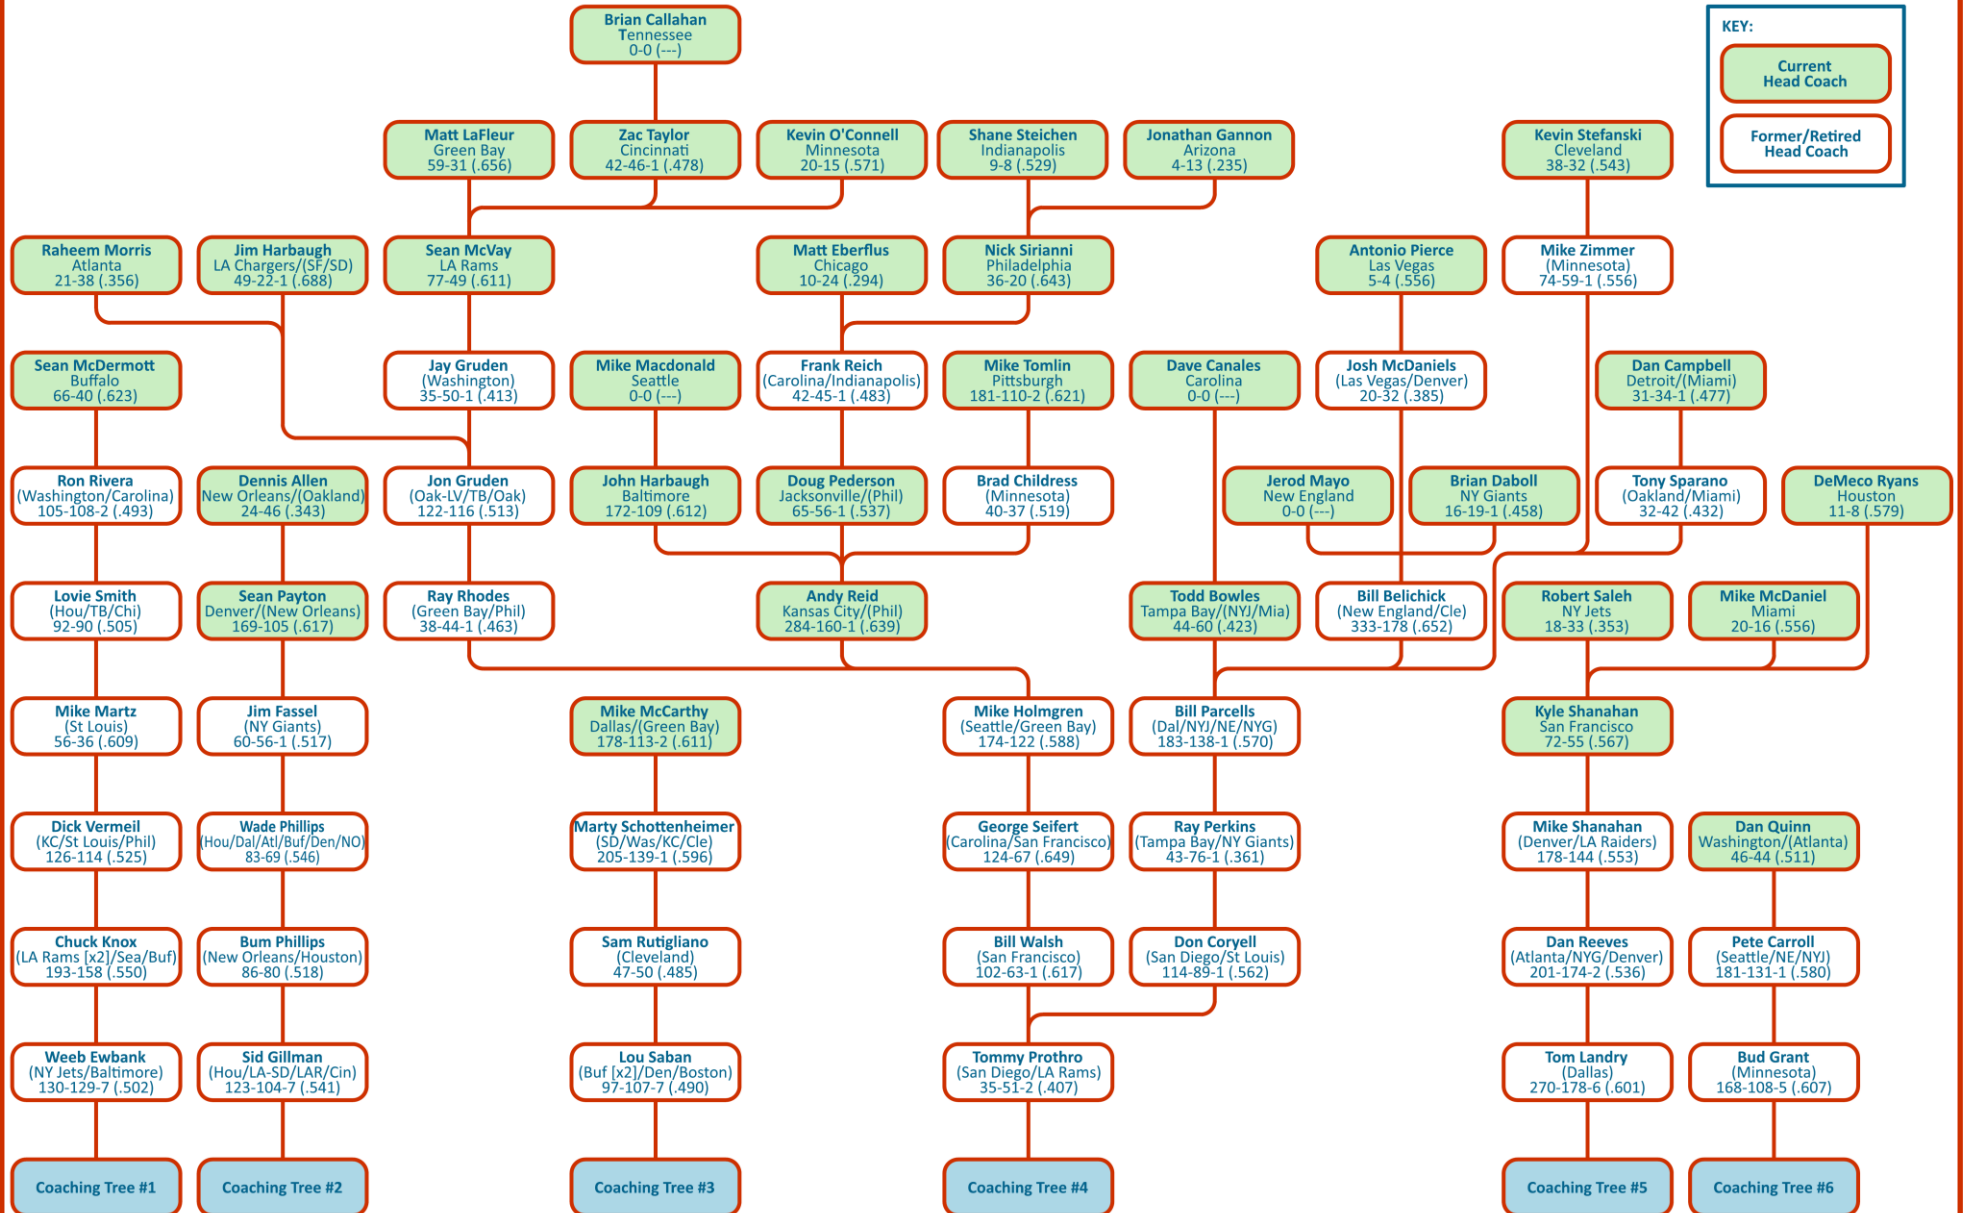 Brian Callahan
Tennessee
0-0 (---)
KEY:
Current
Head Coach
Former/Retired
Head Coach
Matt LaFleur
Green Bay
59-31 (.656)
Zac Taylor
Cincinnati
42-46-1 (.478)
Kevin O'Connell
Minnesota
20-15 (.571)
Shane Steichen
Indianapolis
9-8 (.529)
Jonathan Gannon
Arizona
4-13 (.235)
Kevin Stefanski
Cleveland
38-32 (.543)
Raheem Morris
Atlanta
21-38 (.356)
Jim Harbaugh
LA Chargers/(SF/SD)
49-22-1 (.688)
Sean McVay
LA Rams
77-49 (.611)
Matt Eberflus
Chicago
10-24 (.294)
Nick Sirianni
Philadelphia
36-20 (.643)
Antonio Pierce
Las Vegas
5-4 (.556)
Mike Zimmer
(Minnesota)
74-59-1 (.556)
Sean McDermott
Buffalo
66-40 (.623)
Jay Gruden
(Washington)
35-50-1 (.413)
Mike Macdonald
Seattle
0-0 (---)
Frank Reich
(Carolina/Indianapolis)
42-45-1 (.483)
Mike Tomlin
Pittsburgh
181-110-2 (.621)
Dave Canales
Carolina
0-0 (---)
Josh McDaniels
(Las Vegas/Denver)
20-32 (.385)
Dan Campbell
Detroit/(Miami)
31-34-1 (.477)
Ron Rivera
(Washington/Carolina)
105-108-2 (.493)
Dennis Allen
New Orleans/(Oakland)
24-46 (.343)
Jon Gruden
(Oak-LV/TB/Oak)
122-116 (.513)
John Harbaugh
Baltimore
172-109 (.612)
Doug Pederson
Jacksonville/(Phil)
65-56-1 (.537)
Brad Childress
(Minnesota)
40-37 (.519)
Jerod Mayo
New England
0-0 (---)
Brian Daboll
NY Giants
16-19-1 (.458)
Tony Sparano
(Oakland/Miami)
32-42 (.432)
DeMeco Ryans
Houston
11-8 (.579)
Lovie Smith
(Hou/TB/Chi)
92-90 (.505)
Sean Payton
Denver/(New Orleans)
169-105 (.617)
Ray Rhodes
(Green Bay/Phil)
38-44-1 (.463)
Andy Reid
Kansas City/(Phil)
284-160-1 (.639)
Todd Bowles
Tampa Bay/(NYJ/Mia)
44-60 (.423)
Bill Belichick
(New England/Cle)
333-178 (.652)
Robert Saleh
NY Jets
18-33 (.353)
Mike McDaniel
Miami
20-16 (.556)
Mike Martz
(St Louis)
56-36 (.609)
Jim Fassel
(NY Giants)
60-56-1 (.517)
Mike McCarthy
Dallas/(Green Bay)
178-113-2 (.611)
Mike Holmgren
(Seattle/Green Bay)
174-122 (.588)
Bill Parcells
(Dal/NYJ/NE/NYG)
183-138-1 (.570)
Kyle Shanahan
San Francisco
72-55 (.567)
Dick Vermeil
(KC/St Louis/Phil)
126-114 (.525)
Wade Phillips
(Hou/Dal/Atl/Buf/Den/NO)
83-69 (.546)
Marty Schottenheimer
(SD/Was/KC/Cle)
205-139-1 (.596)
George Seifert
(Carolina/San Francisco)
124-67 (.649)
Ray Perkins
(Tampa Bay/NY Giants)
43-76-1 (.361)
Mike Shanahan
(Denver/LA Raiders)
178-144 (.553)
Dan Quinn
Washington/(Atlanta)
46-44 (.511)
Chuck Knox
(LA Rams [x2]/Sea/Buf)
193-158 (.550)
Bum Phillips
(New Orleans/Houston)
86-80 (.518)
Sam Rutigliano
(Cleveland)
47-50 (.485)
Bill Walsh
(San Francisco)
102-63-1 (.617)
Don Coryell
(San Diego/St Louis)
114-89-1 (.562)
Dan Reeves
(Atlanta/NYG/Denver)
201-174-2 (.536)
Pete Carroll
(Seattle/NE/NYJ)
181-131-1 (.580)
Weeb Ewbank
(NY Jets/Baltimore)
130-129-7 (.502)
Sid Gillman
(Hou/LA-SD/LAR/Cin)
123-104-7 (.541)
Lou Saban
(Buf [x2]/Den/Boston)
97-107-7 (.490)
Tommy Prothro
(San Diego/LA Rams)
35-51-2 (.407)
Tom Landry
(Dallas)
270-178-6 (.601)
Bud Grant
(Minnesota)
168-108-5 (.607)
Coaching Tree #1
Coaching Tree #2
Coaching Tree #3
Coaching Tree #4
Coaching Tree #5
Coaching Tree #6